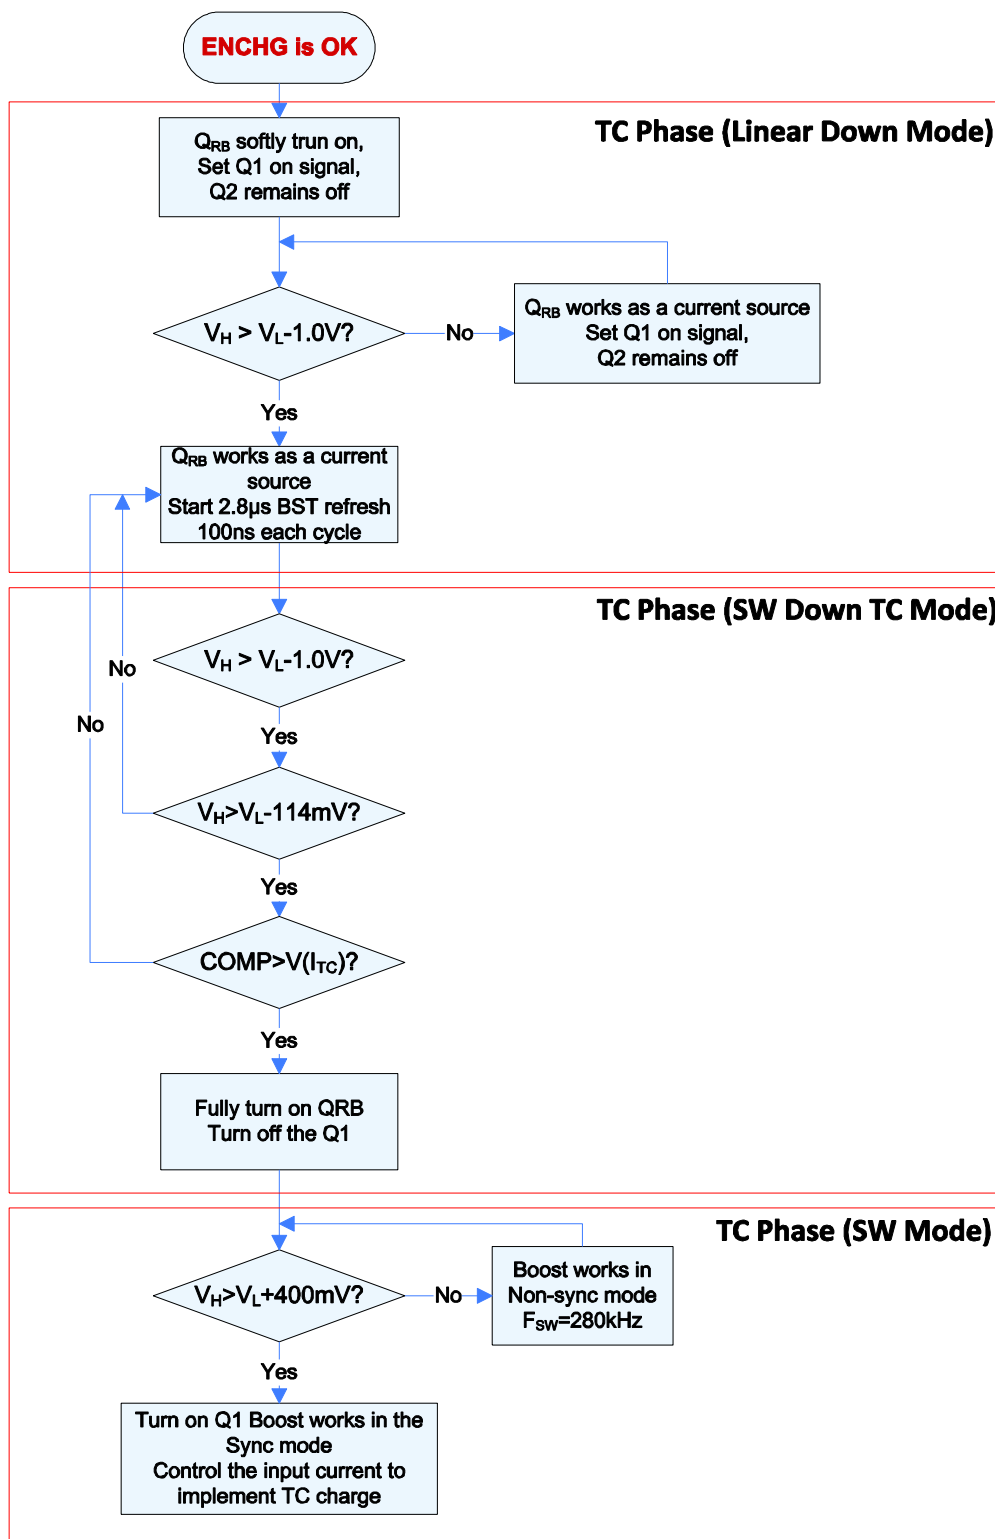 ENCHG is OK
TC Phase (Linear Down Mode)
QRB softly trun on,
Set Q1 on signal,
Q2 remains off
VH > VL-1.0V?
No
QRB works as a current source
Set Q1 on signal,
Q2 remains off
Yes
QRB works as a current
source
Start 2.8µs BST refresh
100ns each cycle
TC Phase (SW Down TC Mode)
VH > VL-1.0V?
No
No
Yes
VH>VL-114mV?
Yes
COMP>V(ITC)?
Yes
Fully turn on QRB
Turn off the Q1
TC Phase (SW Mode)
VH>VL+400mV?
No
Boost works in
Non-sync mode
FSW=280kHz
Yes
Turn on Q1 Boost works in the
Sync mode
Control the input current to
implement TC charge